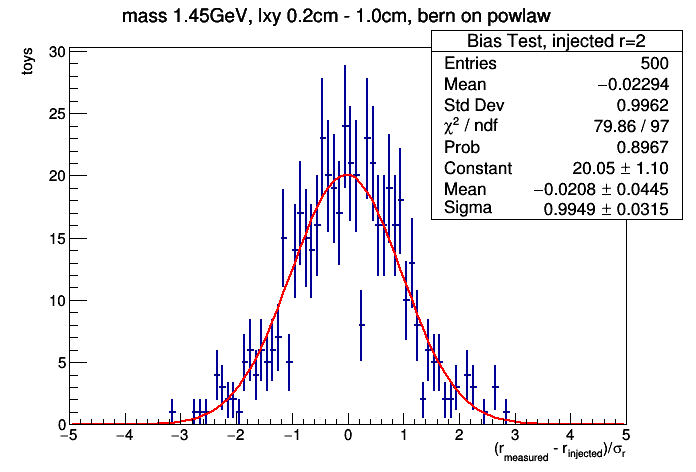 mass 1.45GeV, lxy 0.2cm - 1.0cm, bern on powlaw
Bias Test, injected r=2
Entries 500
Mean −0.02294
Std Dev 0.9962
χ² / ndf 79.86 / 97
Prob 0.8967
Constant 20.05 ± 1.10
Mean −0.0208 ± 0.0445
Sigma 0.9949 ± 0.0315
toys
30
25
20
15
10
5
0
−5 −4 −3 −2 −1 0 1 2 3 4 5
(r_measured - r_injected)/σ_r